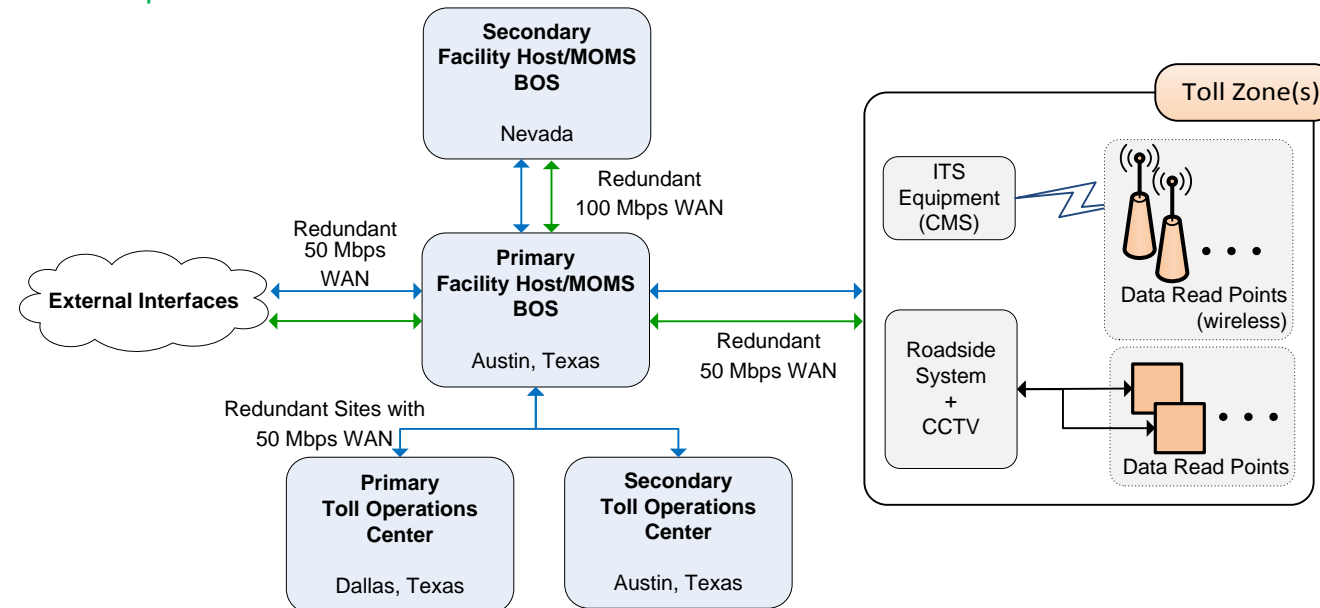 Secondary
Facility Host/MOMS
BOS
Nevada
Redundant
100 Mbps WAN
Redundant
50 Mbps
WAN
External Interfaces
Primary
Facility Host/MOMS
BOS
Austin, Texas
Redundant
50 Mbps WAN
Redundant Sites with
50 Mbps WAN
Primary
Toll Operations
Center
Dallas, Texas
Secondary
Toll Operations
Center
Austin, Texas
Toll Zone(s)
ITS
Equipment
(CMS)
Data Read Points
(wireless)
Roadside
System
+
CCTV
Data Read Points